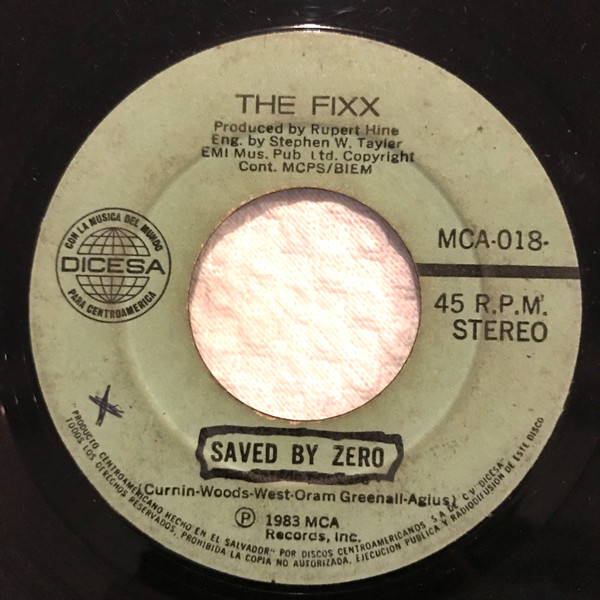 THE FIXX
Produced by Rupert Hine
Eng. by Stephen W. Tayler
EMI Mus. Pub Ltd. Copyright
Cont. MCPS/BIEM
CON LA MUSICA DEL MUNDO
DICESA
PARA CENTROAMERICA
MCA-018-
45 R.P.M.
STEREO
SAVED BY ZERO
(Curnin-Woods-West-Oram Greenall-Agius)
Ⓟ 1983 MCA
Records, Inc.
PRODUCTO CENTROAMERICANO HECHO EN EL SALVADOR" POR DISCOS CENTROAMERICANOS S.A. DE C.V. "DICESA"
TODOS LOS DERECHOS RESERVADOS, PROHIBIDA LA COPIA NO AUTORIZADA, EJECUCION PUBLICA Y RADIODIFUSION DE ESTE DISCO